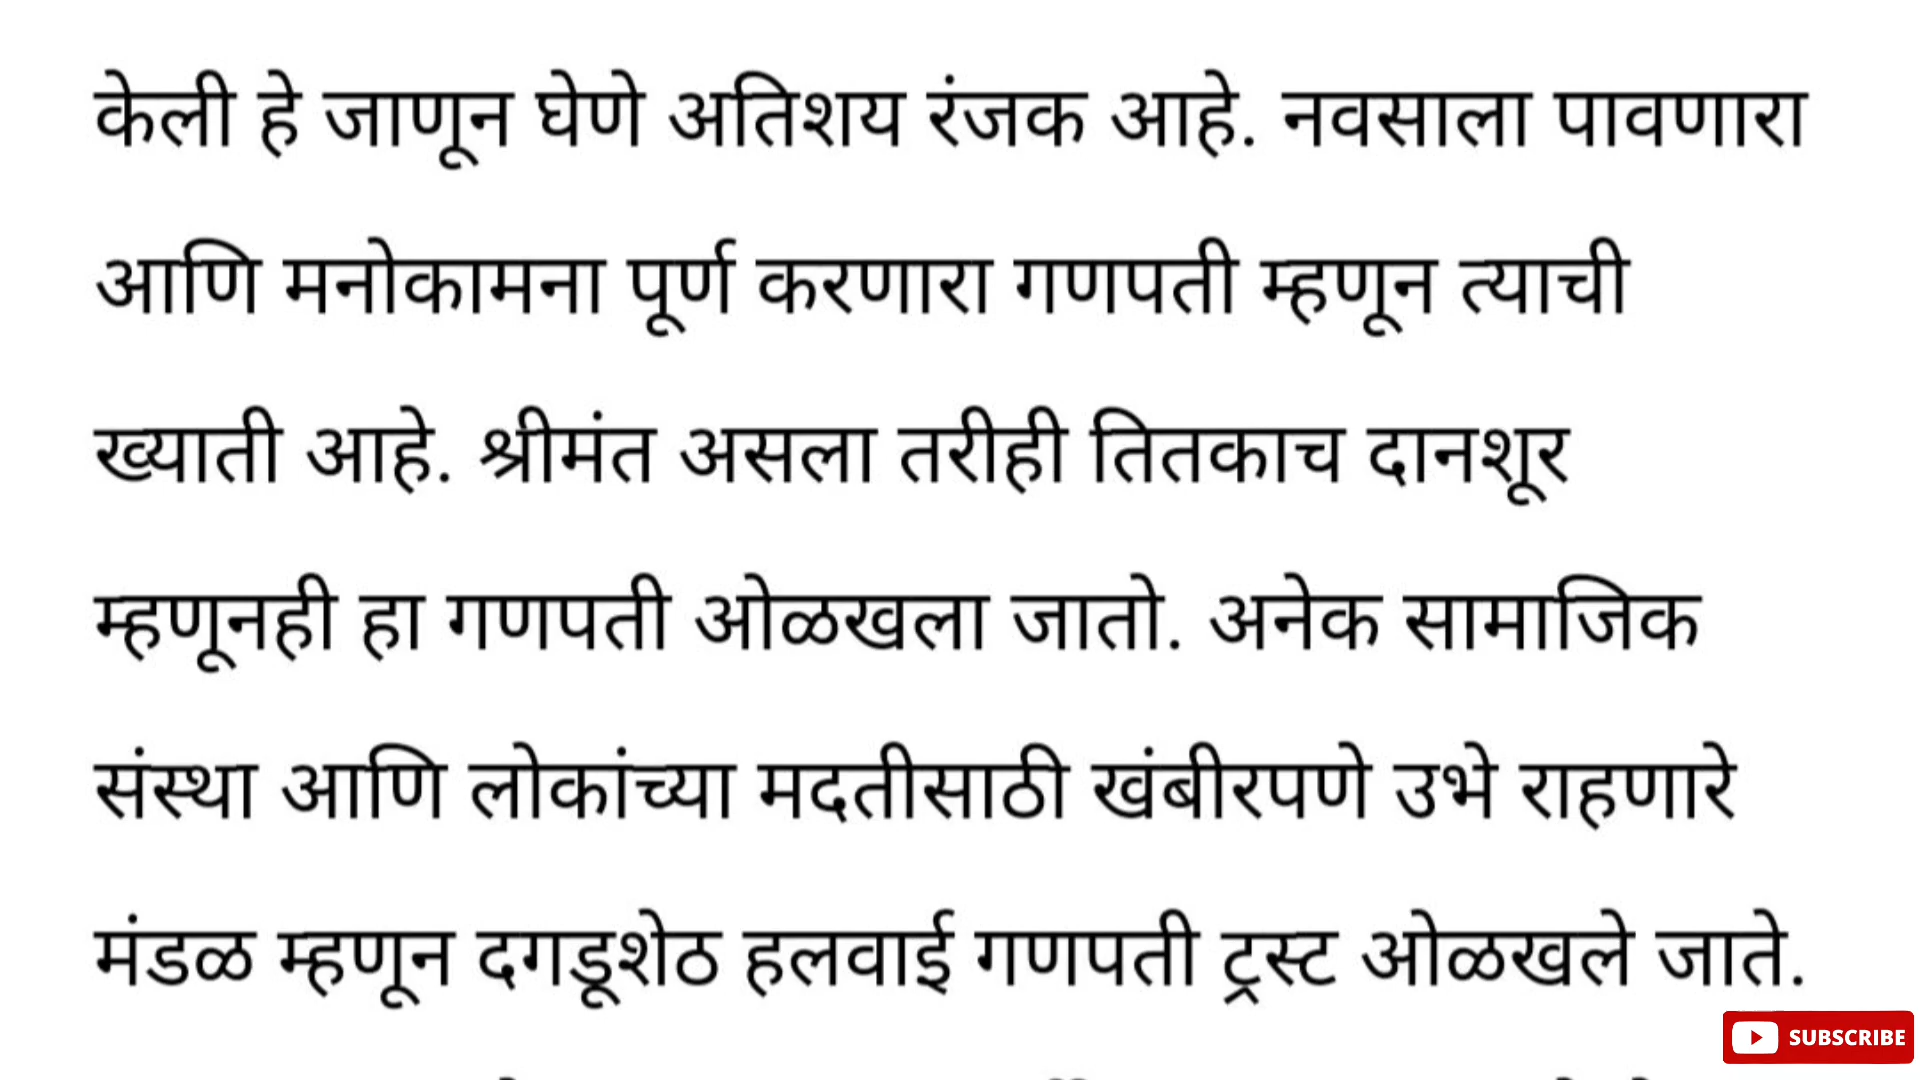 केली हे जाणून घेणे अतिशय रंजक आहे. नवसाला पावणारा
आणि मनोकामना पूर्ण करणारा गणपती म्हणून त्याची
ख्याती आहे. श्रीमंत असला तरीही तितकाच दानशूर
म्हणूनही हा गणपती ओळखला जातो. अनेक सामाजिक
संस्था आणि लोकांच्या मदतीसाठी खंबीरपणे उभे राहणारे
मंडळ म्हणून दगडूशेठ हलवाई गणपती ट्रस्ट ओळखले जाते.
SUBSCRIBE